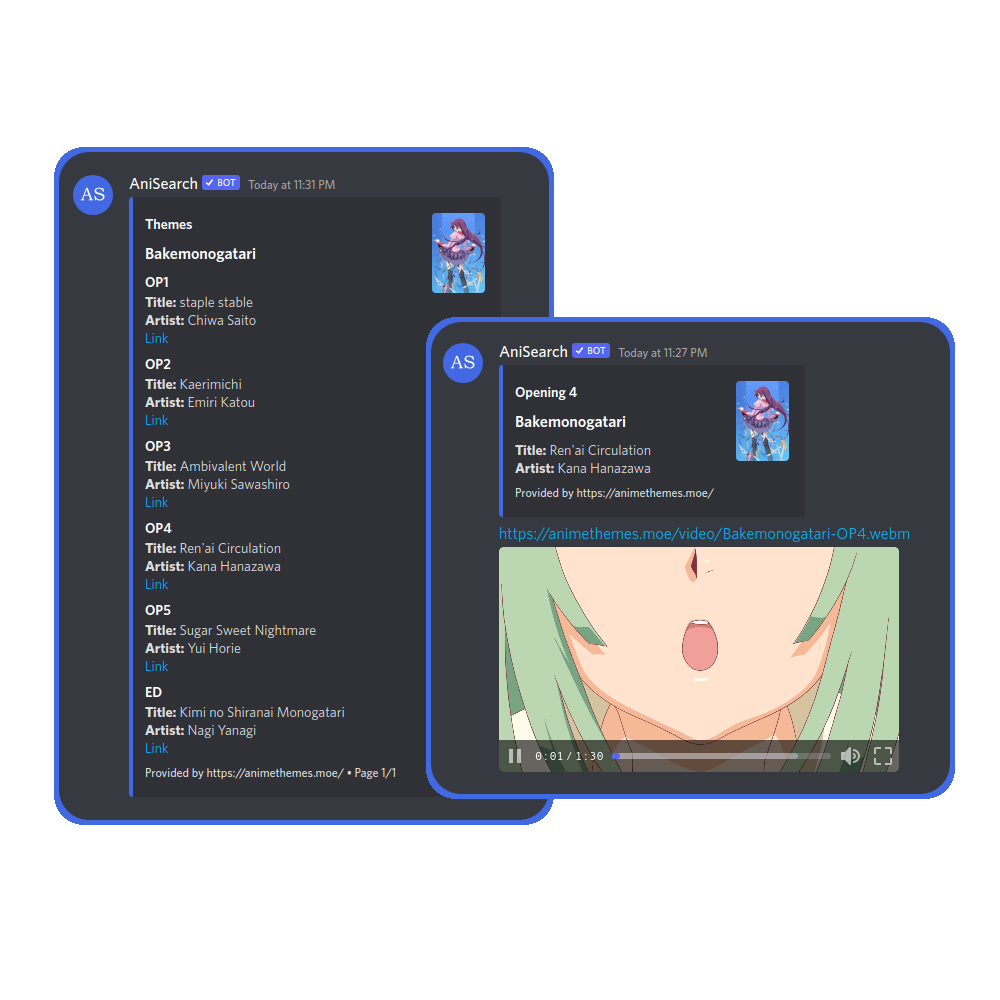 AS
AniSearch BOT Today at 11:31 PM
Themes
Bakemonogatari
OP1
Title: staple stable
Artist: Chiwa Saito
Link
OP2
Title: Kaerimichi
Artist: Emiri Katou
Link
OP3
Title: Ambivalent World
Artist: Miyuki Sawashiro
Link
OP4
Title: Ren'ai Circulation
Artist: Kana Hanazawa
Link
OP5
Title: Sugar Sweet Nightmare
Artist: Yui Horie
Link
ED
Title: Kimi no Shiranai Monogatari
Artist: Nagi Yanagi
Link
Provided by https://animethemes.moe/ • Page 1/1
AS
AniSearch BOT Today at 11:27 PM
Opening 4
Bakemonogatari
Title: Ren'ai Circulation
Artist: Kana Hanazawa
Provided by https://animethemes.moe/
https://animethemes.moe/video/Bakemonogatari-OP4.webm
0:01/1:30